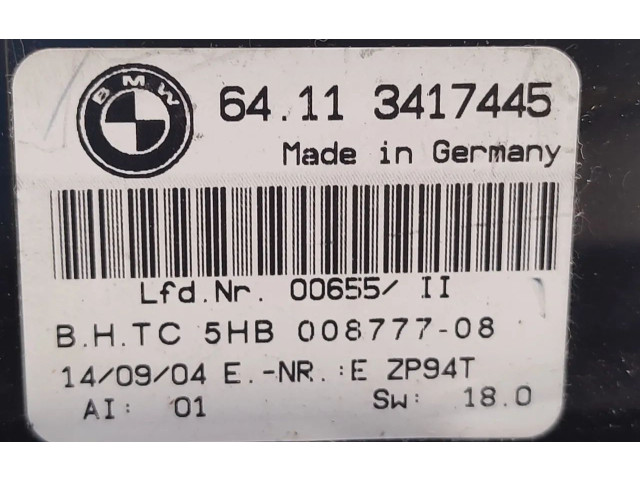 BMW
64.11 3417445
Made in Germany
Lfd.Nr. 00655/ II
B.H.TC 5HB 008777-08
14/09/04 E.-NR.:E ZP94T
AI: 01 SW: 18.0